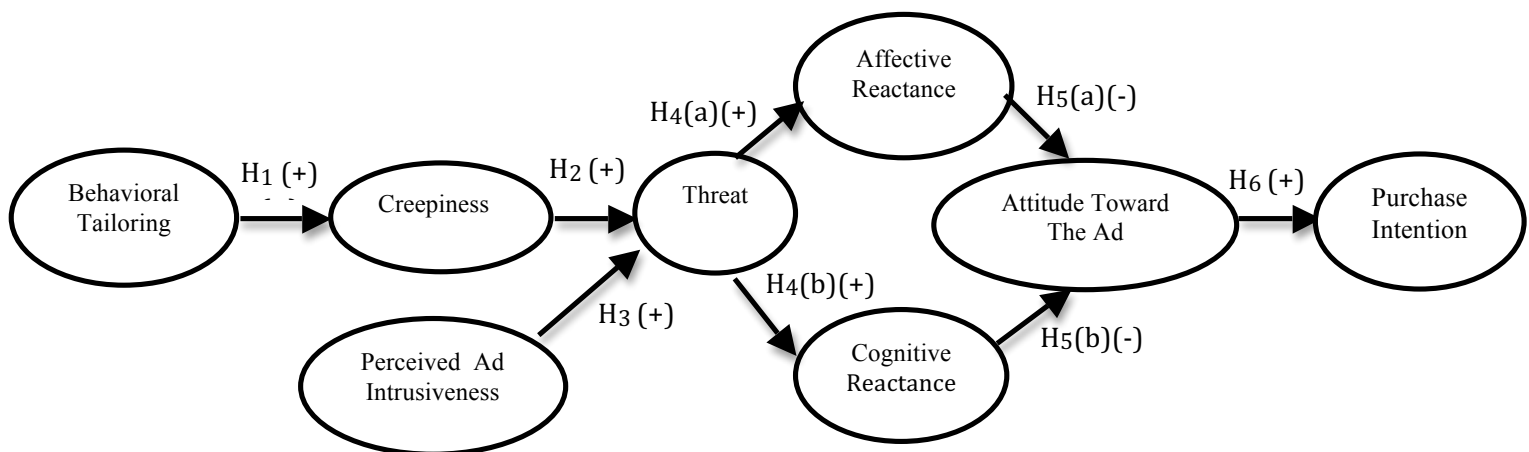 Affective
Reactance
H5(a)(-)
H4(a)(+)
Behavioral
Tailoring
H1 (+)
Creepiness
H2 (+)
Threat
Attitude Toward
The Ad
H6 (+)
Purchase
Intention
H4(b)(+)
H3 (+)
Perceived Ad
Intrusiveness
Cognitive
Reactance
H5(b)(-)